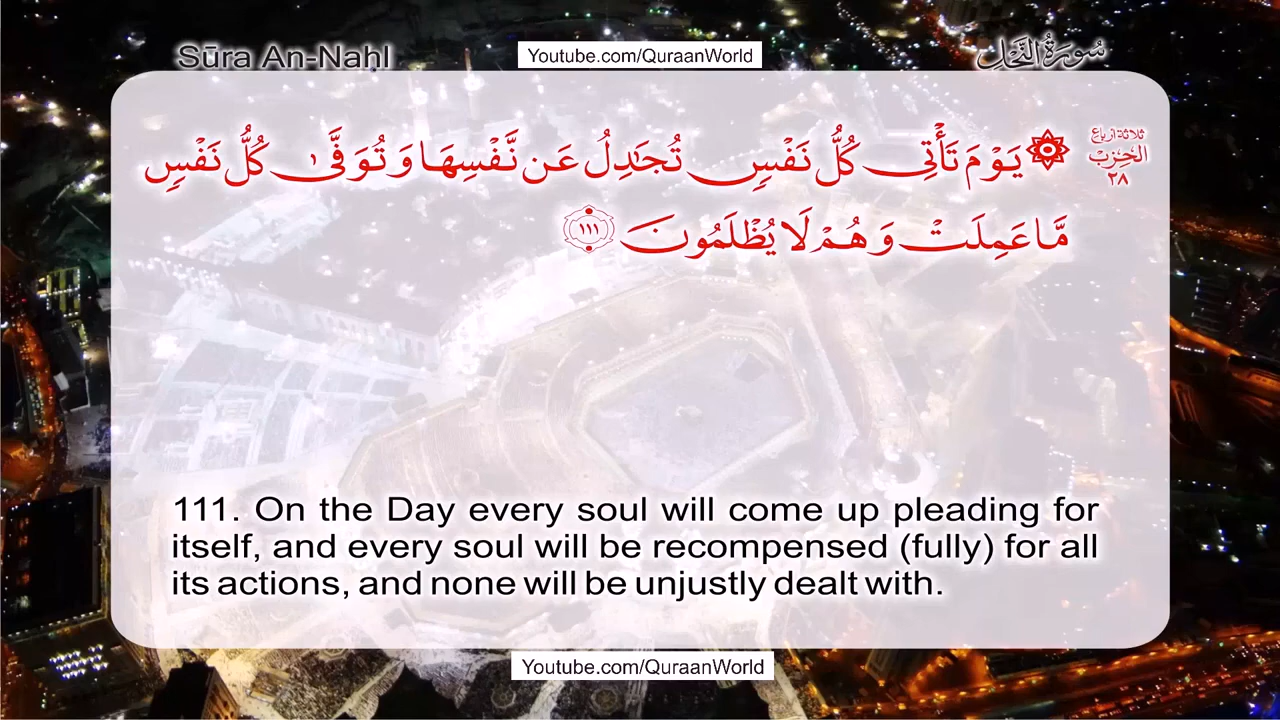 Sūra An-Nahl
Youtube.com/QuraanWorld
سُورَةُ النَّحْلِ
ثلاثة أرباع
الحزب
٢٨
۞ يَوْمَ تَأْتِى كُلُّ نَفْسٍ تُجَٰدِلُ عَن نَّفْسِهَا وَتُوَفَّىٰ كُلُّ نَفْسٍ
مَّا عَمِلَتْ وَهُمْ لَا يُظْلَمُونَ ١١١
111. On the Day every soul will come up pleading for
itself, and every soul will be recompensed (fully) for all
its actions, and none will be unjustly dealt with.
Youtube.com/QuraanWorld